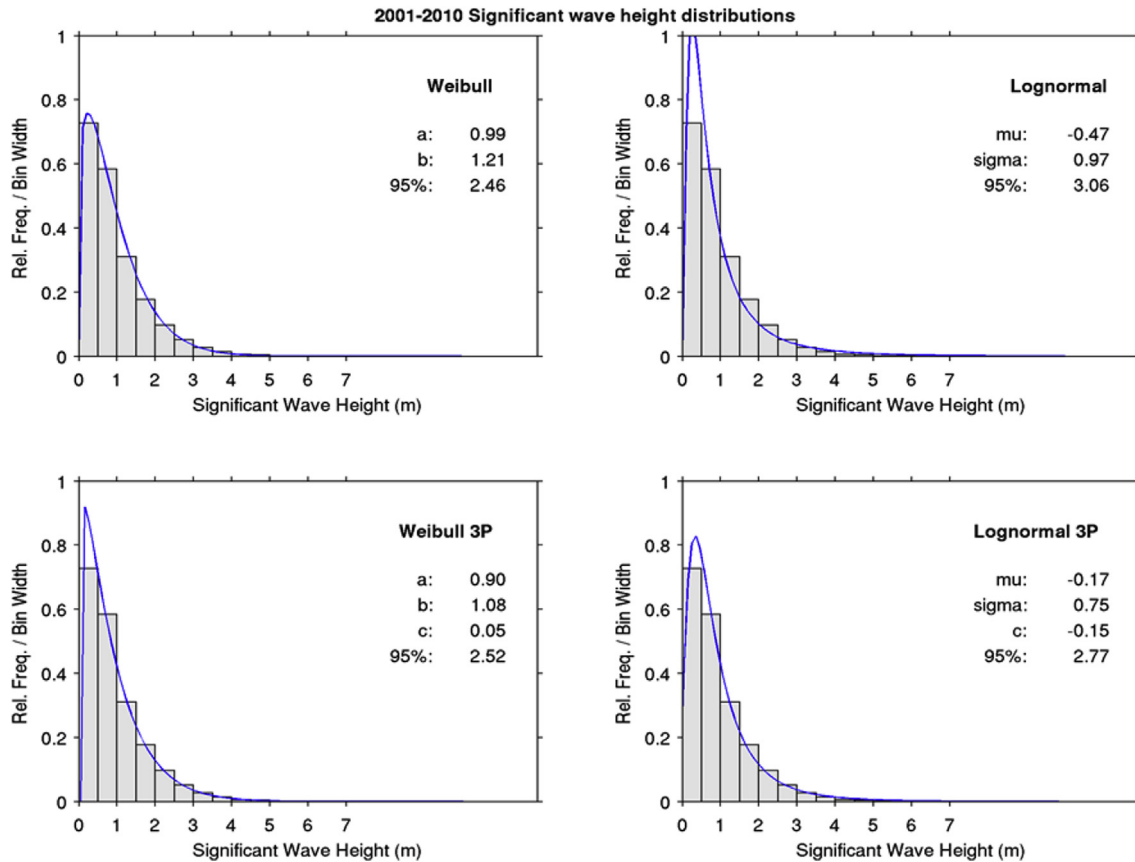 2001-2010 Significant wave height distributions
1
0.8
0.6
0.4
0.2
0
Rel. Freq. / Bin Width
Weibull
a: 0.99
b: 1.21
95%: 2.46
0 1 2 3 4 5 6 7
Significant Wave Height (m)
1
0.8
0.6
0.4
0.2
0
Rel. Freq. / Bin Width
Lognormal
mu: -0.47
sigma: 0.97
95%: 3.06
0 1 2 3 4 5 6 7
Significant Wave Height (m)
1
0.8
0.6
0.4
0.2
0
Rel. Freq. / Bin Width
Weibull 3P
a: 0.90
b: 1.08
c: 0.05
95%: 2.52
0 1 2 3 4 5 6 7
Significant Wave Height (m)
1
0.8
0.6
0.4
0.2
0
Rel. Freq. / Bin Width
Lognormal 3P
mu: -0.17
sigma: 0.75
c: -0.15
95%: 2.77
0 1 2 3 4 5 6 7
Significant Wave Height (m)